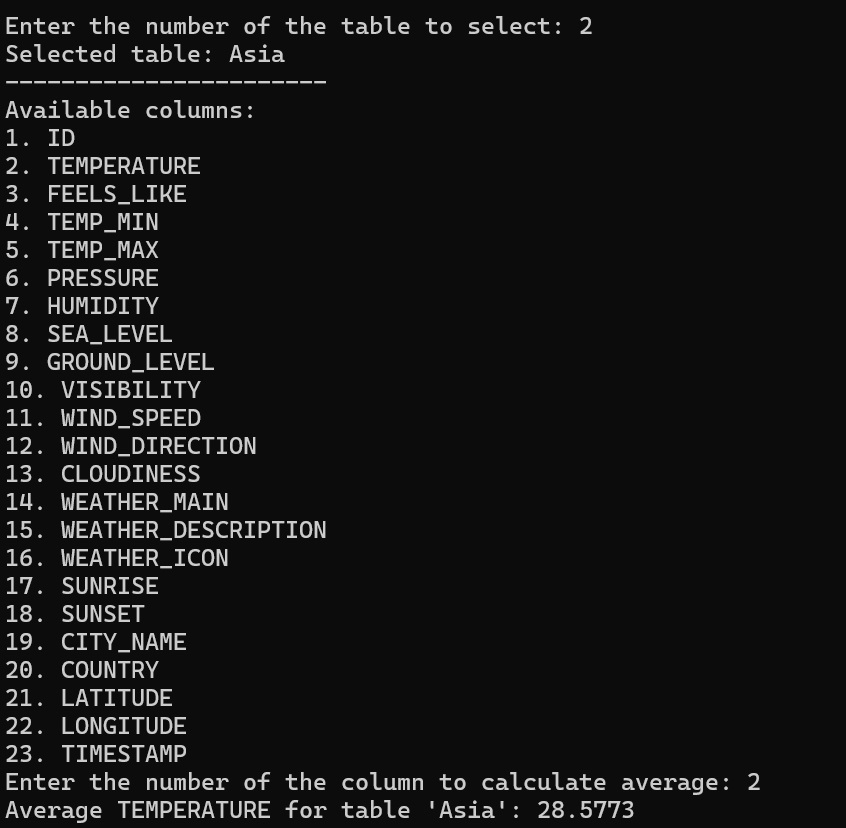 Enter the number of the table to select: 2
Selected table: Asia
-----------------------
Available columns:
1. ID
2. TEMPERATURE
3. FEELS_LIKE
4. TEMP_MIN
5. TEMP_MAX
6. PRESSURE
7. HUMIDITY
8. SEA_LEVEL
9. GROUND_LEVEL
10. VISIBILITY
11. WIND_SPEED
12. WIND_DIRECTION
13. CLOUDINESS
14. WEATHER_MAIN
15. WEATHER_DESCRIPTION
16. WEATHER_ICON
17. SUNRISE
18. SUNSET
19. CITY_NAME
20. COUNTRY
21. LATITUDE
22. LONGITUDE
23. TIMESTAMP
Enter the number of the column to calculate average: 2
Average TEMPERATURE for table 'Asia': 28.5773